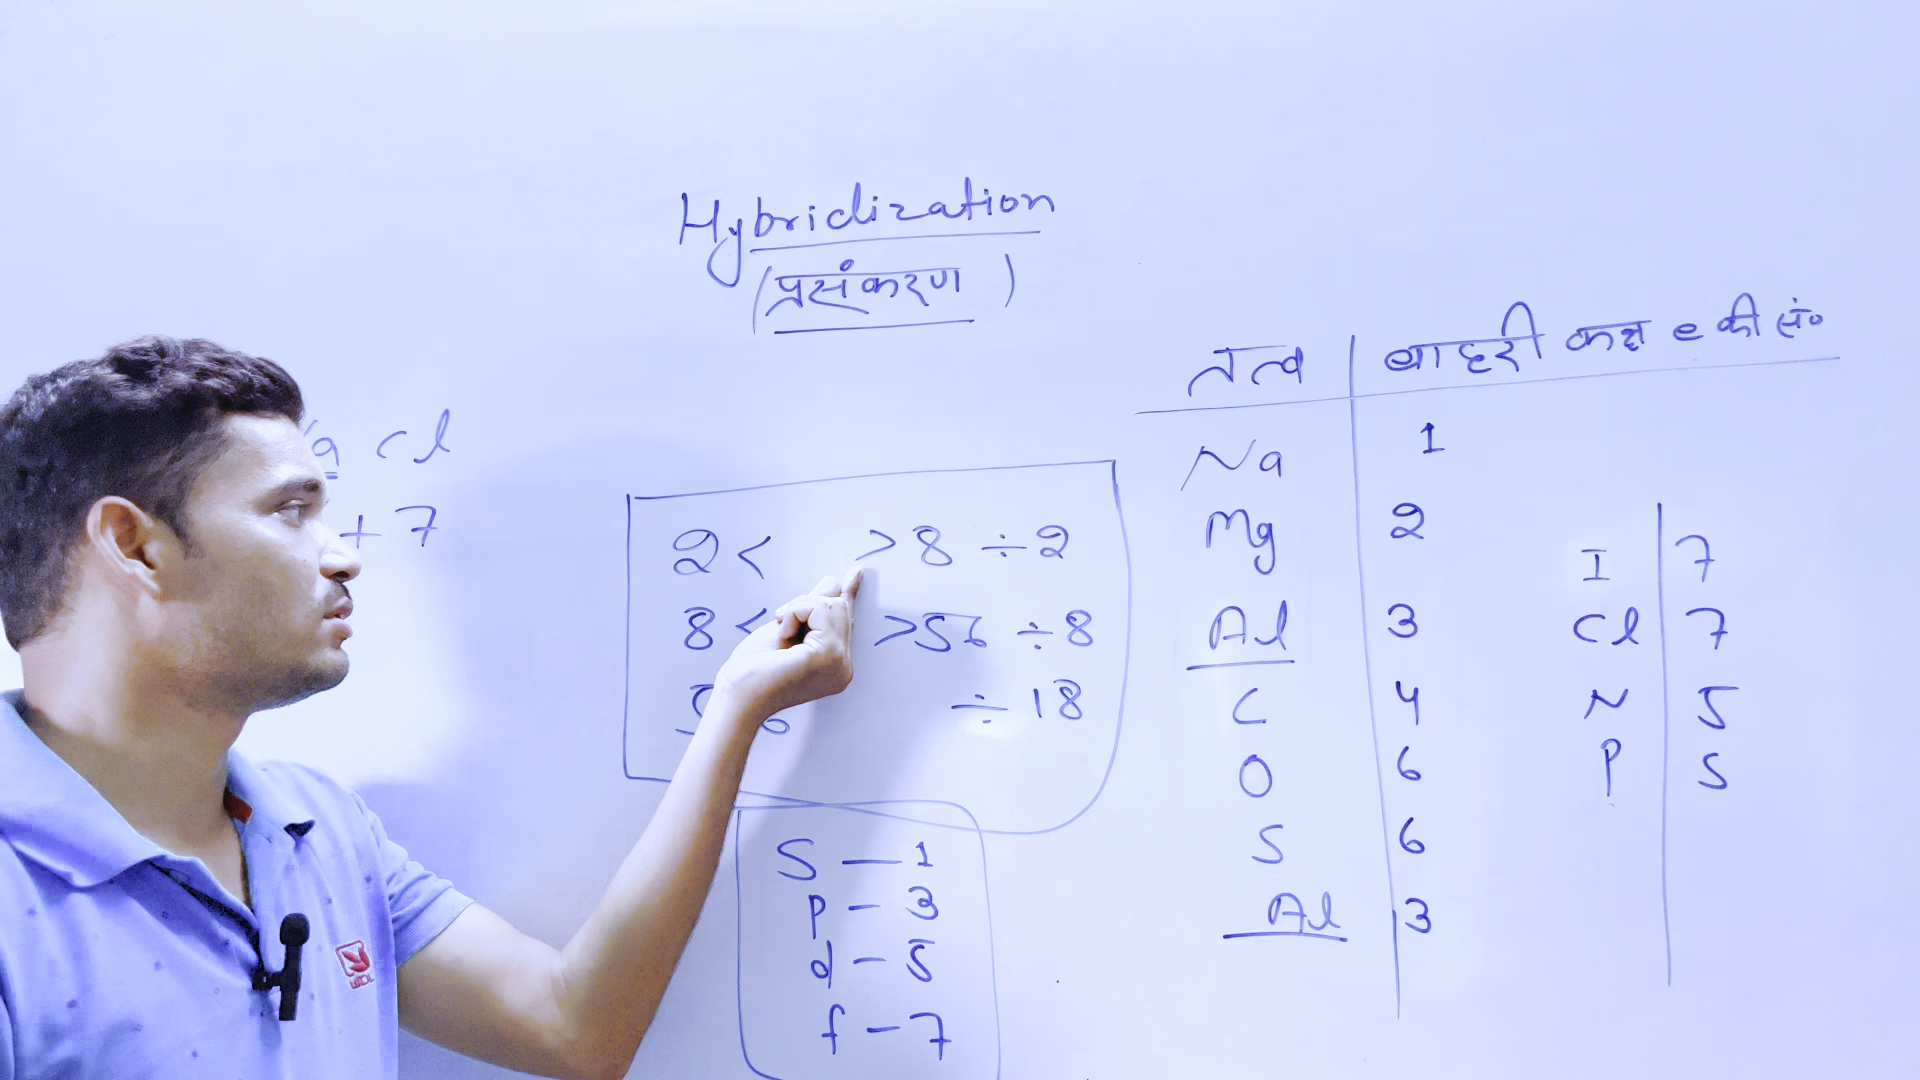 Hybridization
(प्रसंकरण)
Cl
+ 7
2 < > 8 ÷ 2
8 < > 56 ÷ 8
÷ 18
S — 1
P — 3
d — 5
f — 7
तत्व | बाहरी कक्ष e की सं०
Na 1
Mg 2
Al 3
C 4
O 6
S 6
Al 3
I 7
Cl 7
N 5
P 5